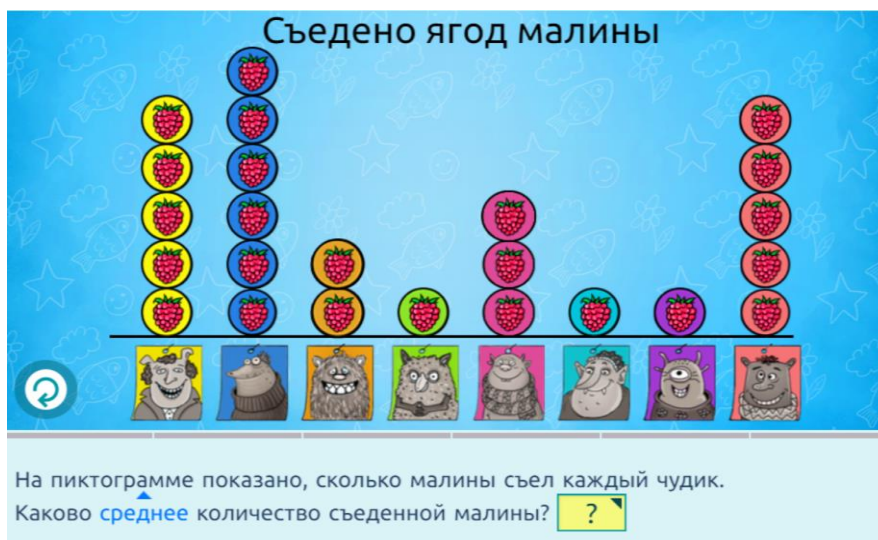 Съедено ягод малины
На пиктограмме показано, сколько малины съел каждый чудик.
Каково среднее количество съеденной малины? ?